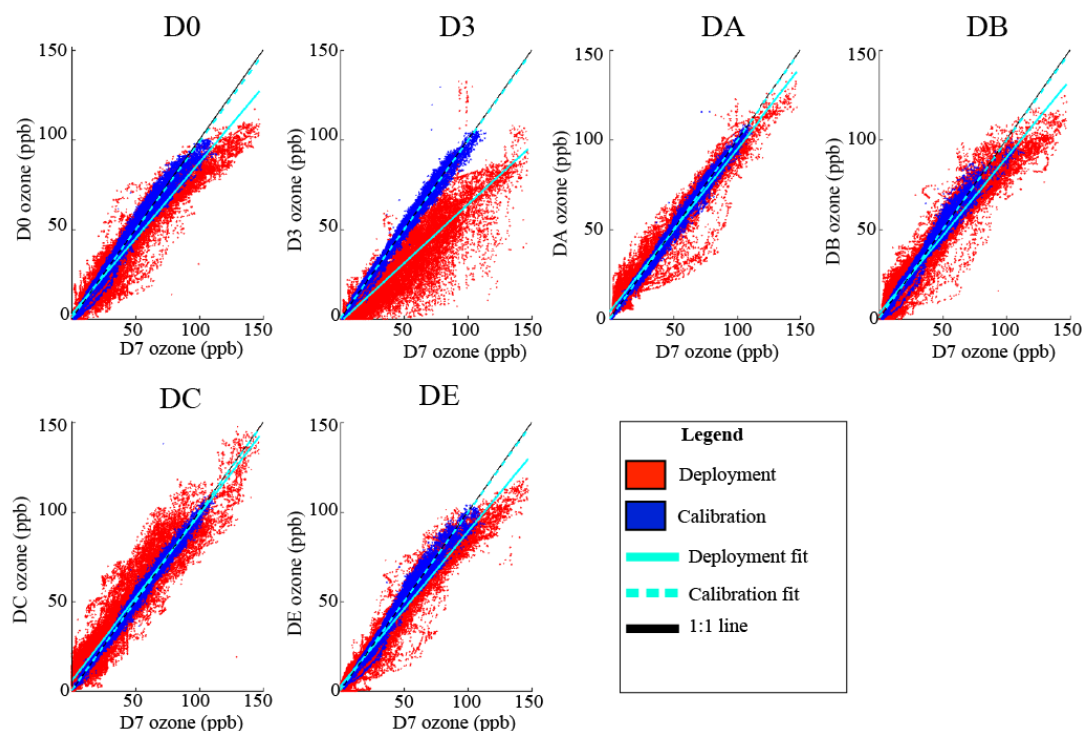 D0
D3
DA
DB
150
100
50
0
D0 ozone (ppb)
50
100
150
D7 ozone (ppb)
150
100
50
0
D3 ozone (ppb)
50
100
150
D7 ozone (ppb)
150
100
50
0
DA ozone (ppb)
50
100
150
D7 ozone (ppb)
150
100
50
0
DB ozone (ppb)
50
100
150
D7 ozone (ppb)
DC
DE
150
100
50
0
DC ozone (ppb)
50
100
150
D7 ozone (ppb)
150
100
50
0
DE ozone (ppb)
50
100
150
D7 ozone (ppb)
Legend
Deployment
Calibration
Deployment fit
Calibration fit
1:1 line